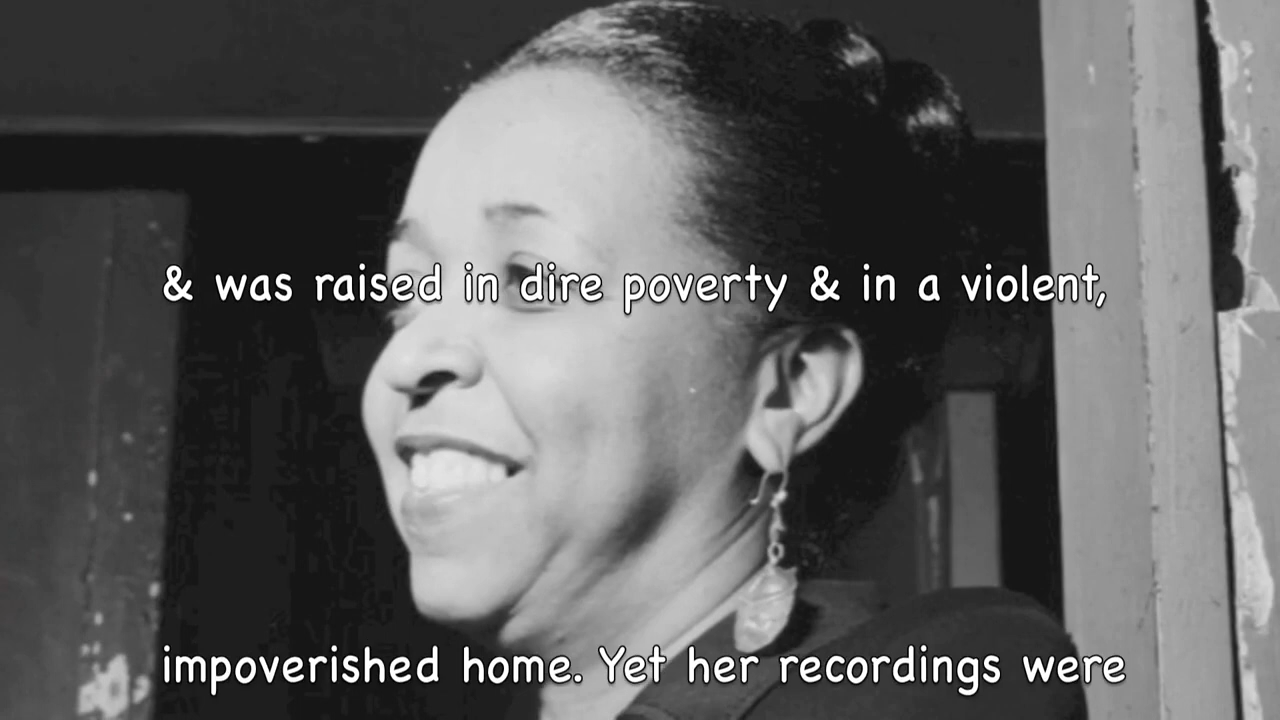 & was raised in dire poverty & in a violent,
impoverished home. Yet her recordings were